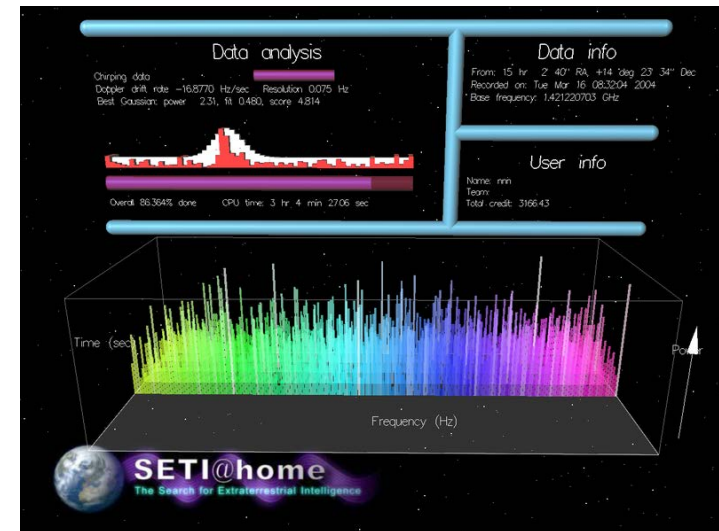 Data analysis
Chirping data
Doppler drift rate -16.8770 Hz/sec Resolution 0.075 Hz
Best Gaussian: power 2.31, fit 0.480, score 4.814
Overall 86.364% done CPU time: 3 hr 4 min 27.06 sec
Data info
From: 15 hr 2' 40'' RA, +14 deg 23' 34'' Dec
Recorded on: Tue Mar 16 08:32:04 2004
Base frequency: 1.421220703 GHz
User info
Name: nnn
Team:
Total credit: 3166.43
Time (sec)
Power
Frequency (Hz)
SETI@home
The Search for Extraterrestrial Intelligence